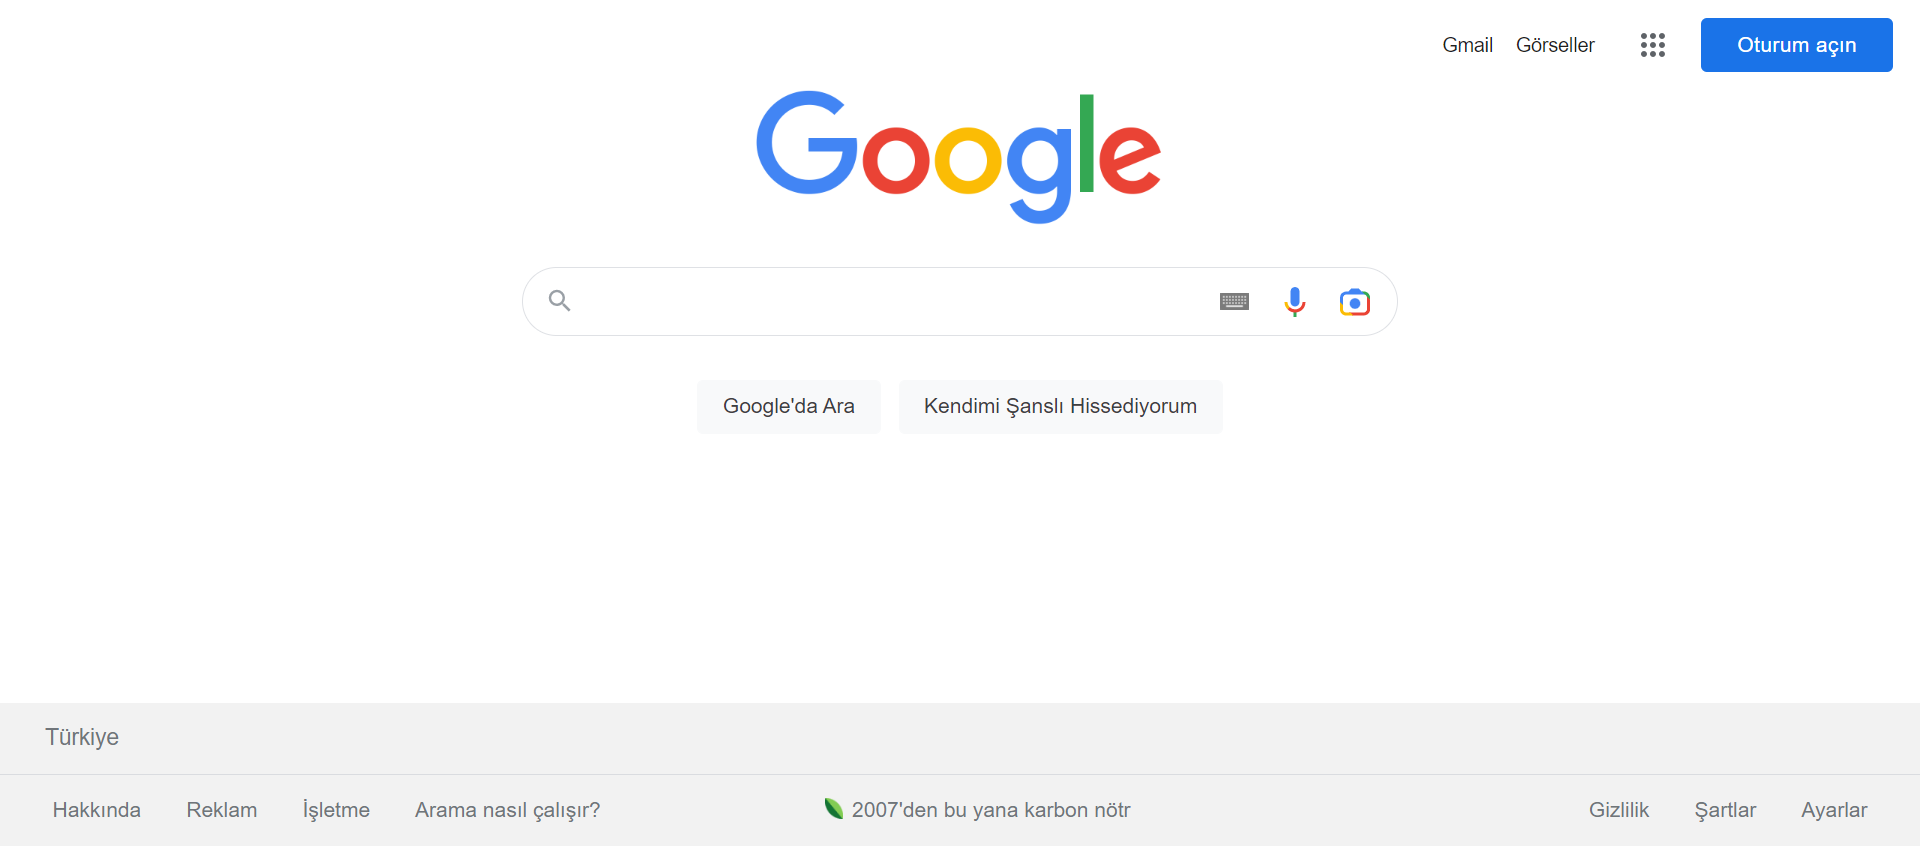 Gmail Görseller Oturum açın
Google
Google'da Ara Kendimi Şanslı Hissediyorum
Türkiye
Hakkında Reklam İşletme Arama nasıl çalışır? 2007'den bu yana karbon nötr Gizlilik Şartlar Ayarlar